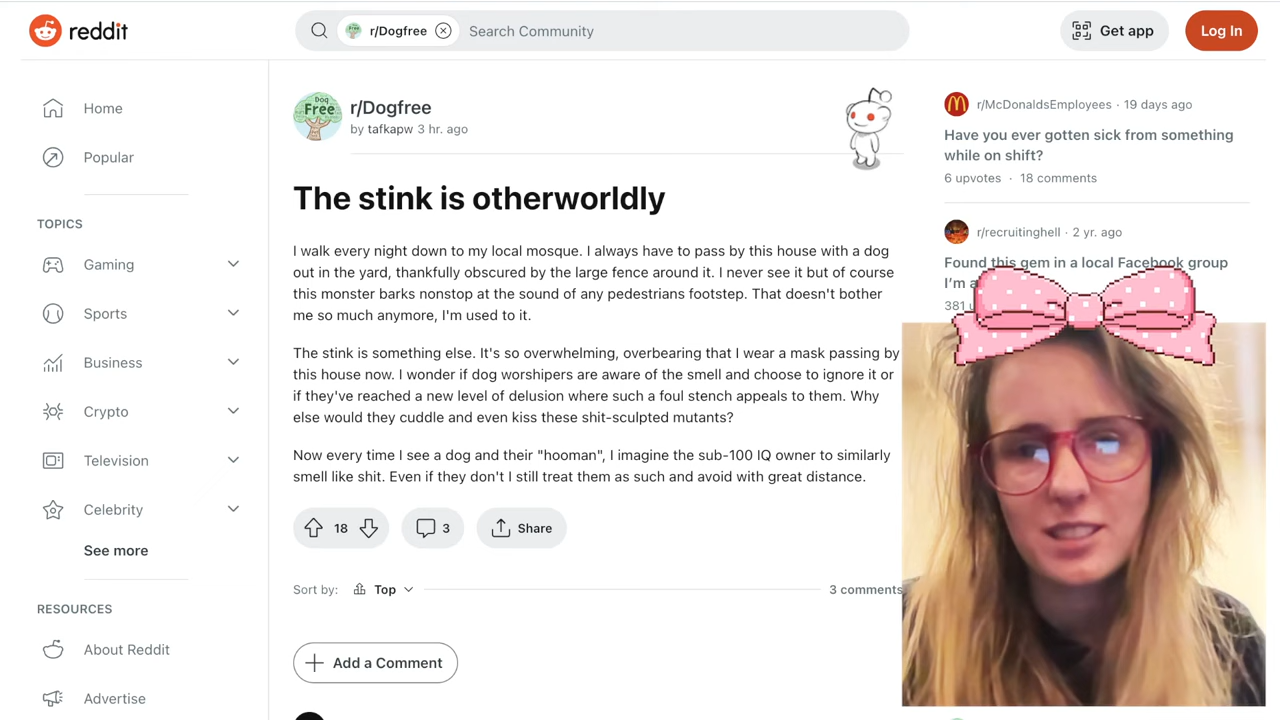 reddit
r/Dogfree
Search Community
Get app
Log In
Home
Popular
TOPICS
Gaming
Sports
Business
Crypto
Television
Celebrity
See more
RESOURCES
About Reddit
Advertise
Dog
Free
r/Dogfree
by tafkapw 3 hr. ago
The stink is otherworldly
I walk every night down to my local mosque. I always have to pass by this house with a dog
out in the yard, thankfully obscured by the large fence around it. I never see it but of course
this monster barks nonstop at the sound of any pedestrians footstep. That doesn't bother
me so much anymore, I'm used to it.
The stink is something else. It's so overwhelming, overbearing that I wear a mask passing by
this house now. I wonder if dog worshipers are aware of the smell and choose to ignore it or
if they've reached a new level of delusion where such a foul stench appeals to them. Why
else would they cuddle and even kiss these shit-sculpted mutants?
Now every time I see a dog and their "hooman", I imagine the sub-100 IQ owner to similarly
smell like shit. Even if they don't I still treat them as such and avoid with great distance.
18
3
Share
Sort by: Top
3 comments
Add a Comment
r/McDonaldsEmployees · 19 days ago
Have you ever gotten sick from something
while on shift?
6 upvotes · 18 comments
r/recruitinghell · 2 yr. ago
Found this gem in a local Facebook group
I'm a
381 u